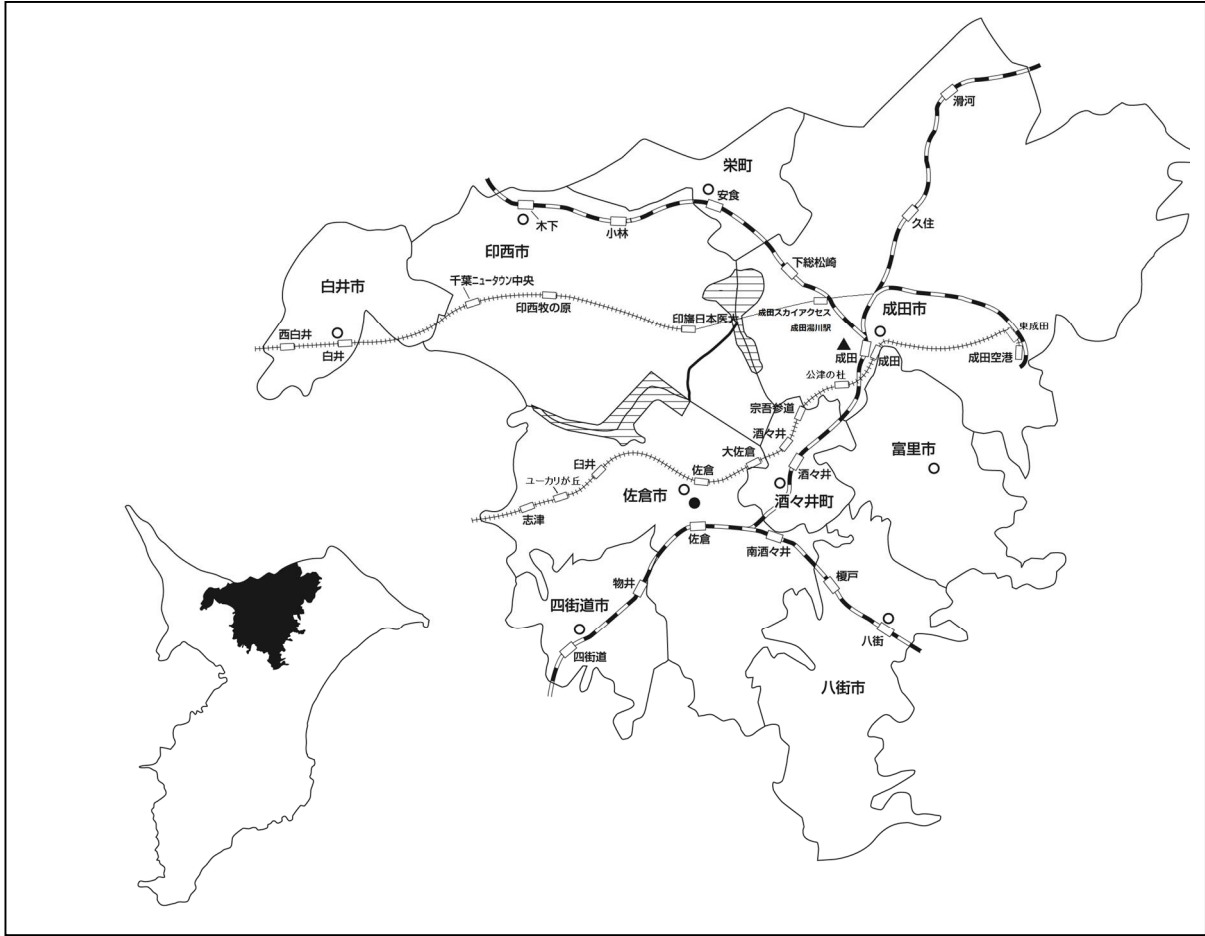 滑河
栄町
安食
木下
小林
久住
印西市
下総松崎
千葉ニュータウン中央
白井市
印西牧の原
成田スカイアクセス
成田湯川駅
印旛日本医大
成田市
東成田
西白井
白井
成田
成田
成田空港
公津の杜
宗吾参道
酒々井
富里市
大佐倉
臼井
佐倉
酒々井
ユーカリが丘
佐倉市
酒々井町
志津
佐倉
南酒々井
物井
榎戸
四街道市
八街
四街道
八街市